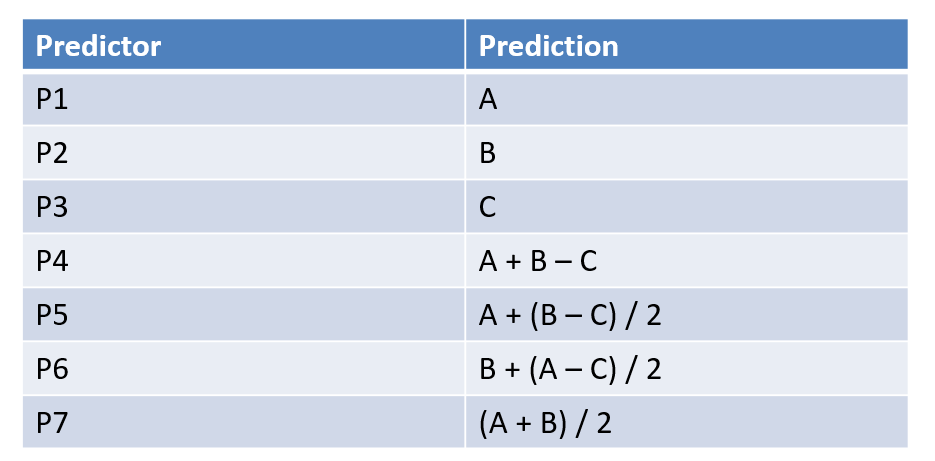 Predictor Prediction
P1 A
P2 B
P3 C
P4 A + B – C
P5 A + (B – C) / 2
P6 B + (A – C) / 2
P7 (A + B) / 2